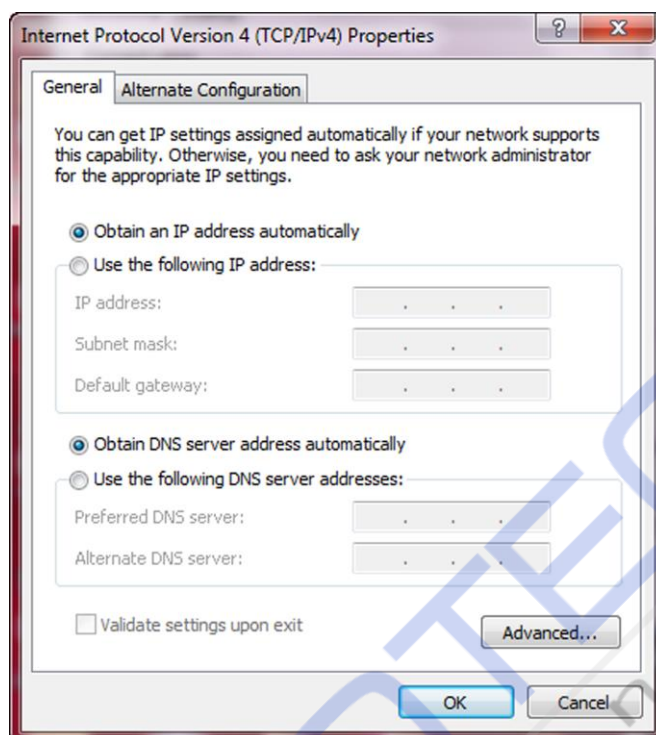 Internet Protocol Version 4 (TCP/IPv4) Properties
General
Alternate Configuration
You can get IP settings assigned automatically if your network supports
this capability. Otherwise, you need to ask your network administrator
for the appropriate IP settings.
Obtain an IP address automatically
Use the following IP address:
IP address:
Subnet mask:
Default gateway:
Obtain DNS server address automatically
Use the following DNS server addresses:
Preferred DNS server:
Alternate DNS server:
Validate settings upon exit
Advanced...
OK
Cancel